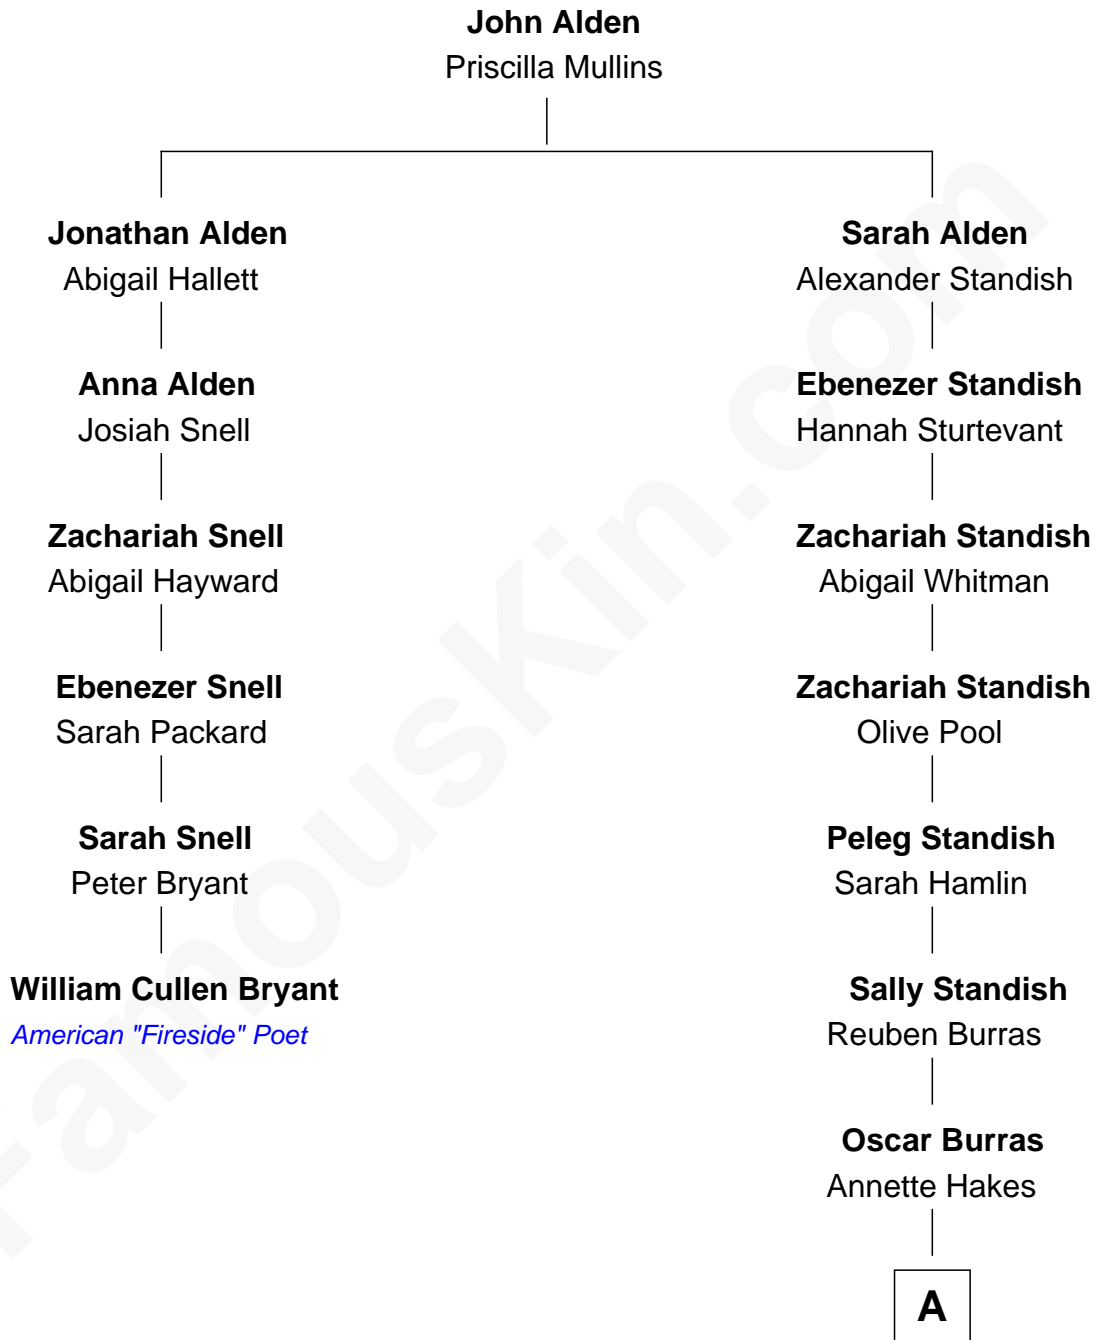 John Alden
Priscilla Mullins
Jonathan Alden
Abigail Hallett
Sarah Alden
Alexander Standish
Anna Alden
Josiah Snell
Ebenezer Standish
Hannah Sturtevant
Zachariah Snell
Abigail Hayward
Zachariah Standish
Abigail Whitman
Ebenezer Snell
Sarah Packard
Zachariah Standish
Olive Pool
Sarah Snell
Peter Bryant
Peleg Standish
Sarah Hamlin
William Cullen Bryant
American "Fireside" Poet
Sally Standish
Reuben Burras
Oscar Burras
Annette Hakes
A
FamousKin.com